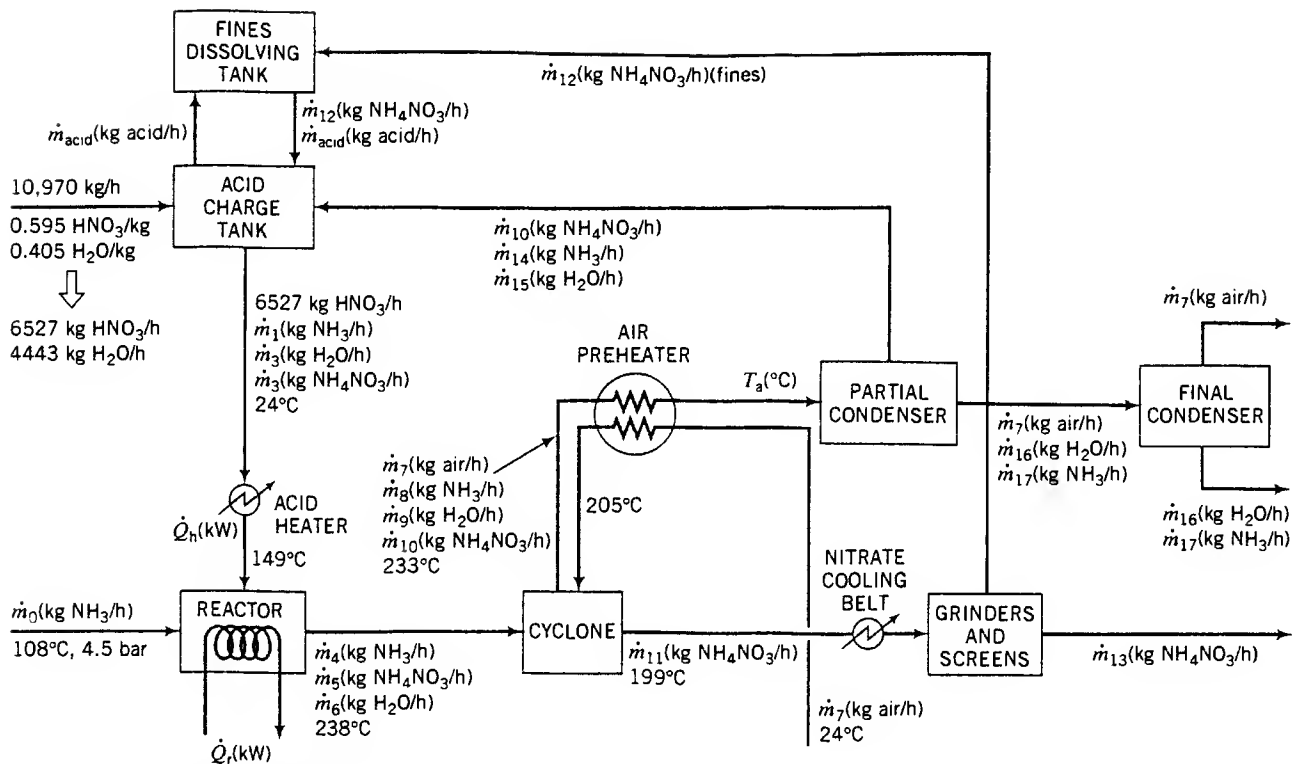 FINES
DISSOLVING
TANK
ṁ12(kg NH4NO3/h)(fines)
ṁacid(kg acid/h)
ṁ12(kg NH4NO3/h)
ṁacid(kg acid/h)
10,970 kg/h
0.595 HNO3/kg
0.405 H2O/kg
6527 kg HNO3/h
4443 kg H2O/h
ACID
CHARGE
TANK
ṁ10(kg NH4NO3/h)
ṁ14(kg NH3/h)
ṁ15(kg H2O/h)
6527 kg HNO3/h
ṁ1(kg NH3/h)
ṁ3(kg H2O/h)
ṁ3(kg NH4NO3/h)
24°C
AIR
PREHEATER
Ta(°C)
PARTIAL
CONDENSER
ṁ7(kg air/h)
FINAL
CONDENSER
ṁ7(kg air/h)
ṁ16(kg H2O/h)
ṁ17(kg NH3/h)
ṁ16(kg H2O/h)
ṁ17(kg NH3/h)
ṁ7(kg air/h)
ṁ8(kg NH3/h)
ṁ9(kg H2O/h)
ṁ10(kg NH4NO3/h)
233°C
205°C
ACID
HEATER
Q̇h(kW)
149°C
NITRATE
COOLING
BELT
ṁ0(kg NH3/h)
108°C, 4.5 bar
REACTOR
Q̇r(kW)
ṁ4(kg NH3/h)
ṁ5(kg NH4NO3/h)
ṁ6(kg H2O/h)
238°C
CYCLONE
ṁ11(kg NH4NO3/h)
199°C
ṁ7(kg air/h)
24°C
GRINDERS
AND
SCREENS
ṁ13(kg NH4NO3/h)